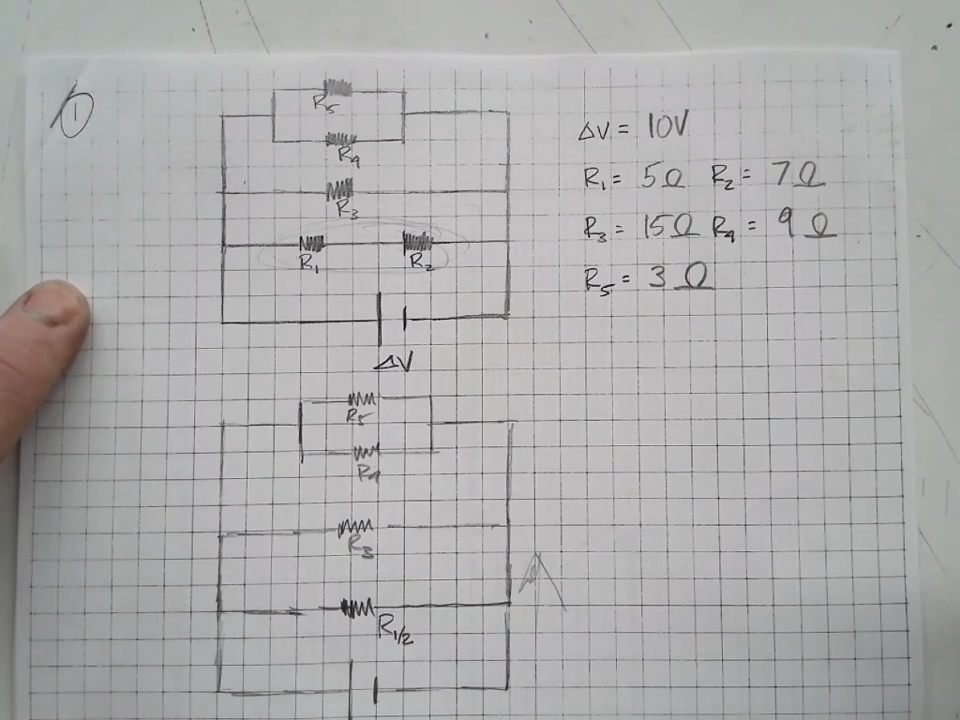 1
R5
R4
R3
R1 R2
ΔV
ΔV = 10V
R1 = 5Ω R2 = 7Ω
R3 = 15Ω R4 = 9Ω
R5 = 3Ω
R5
R4
R3
R1/2